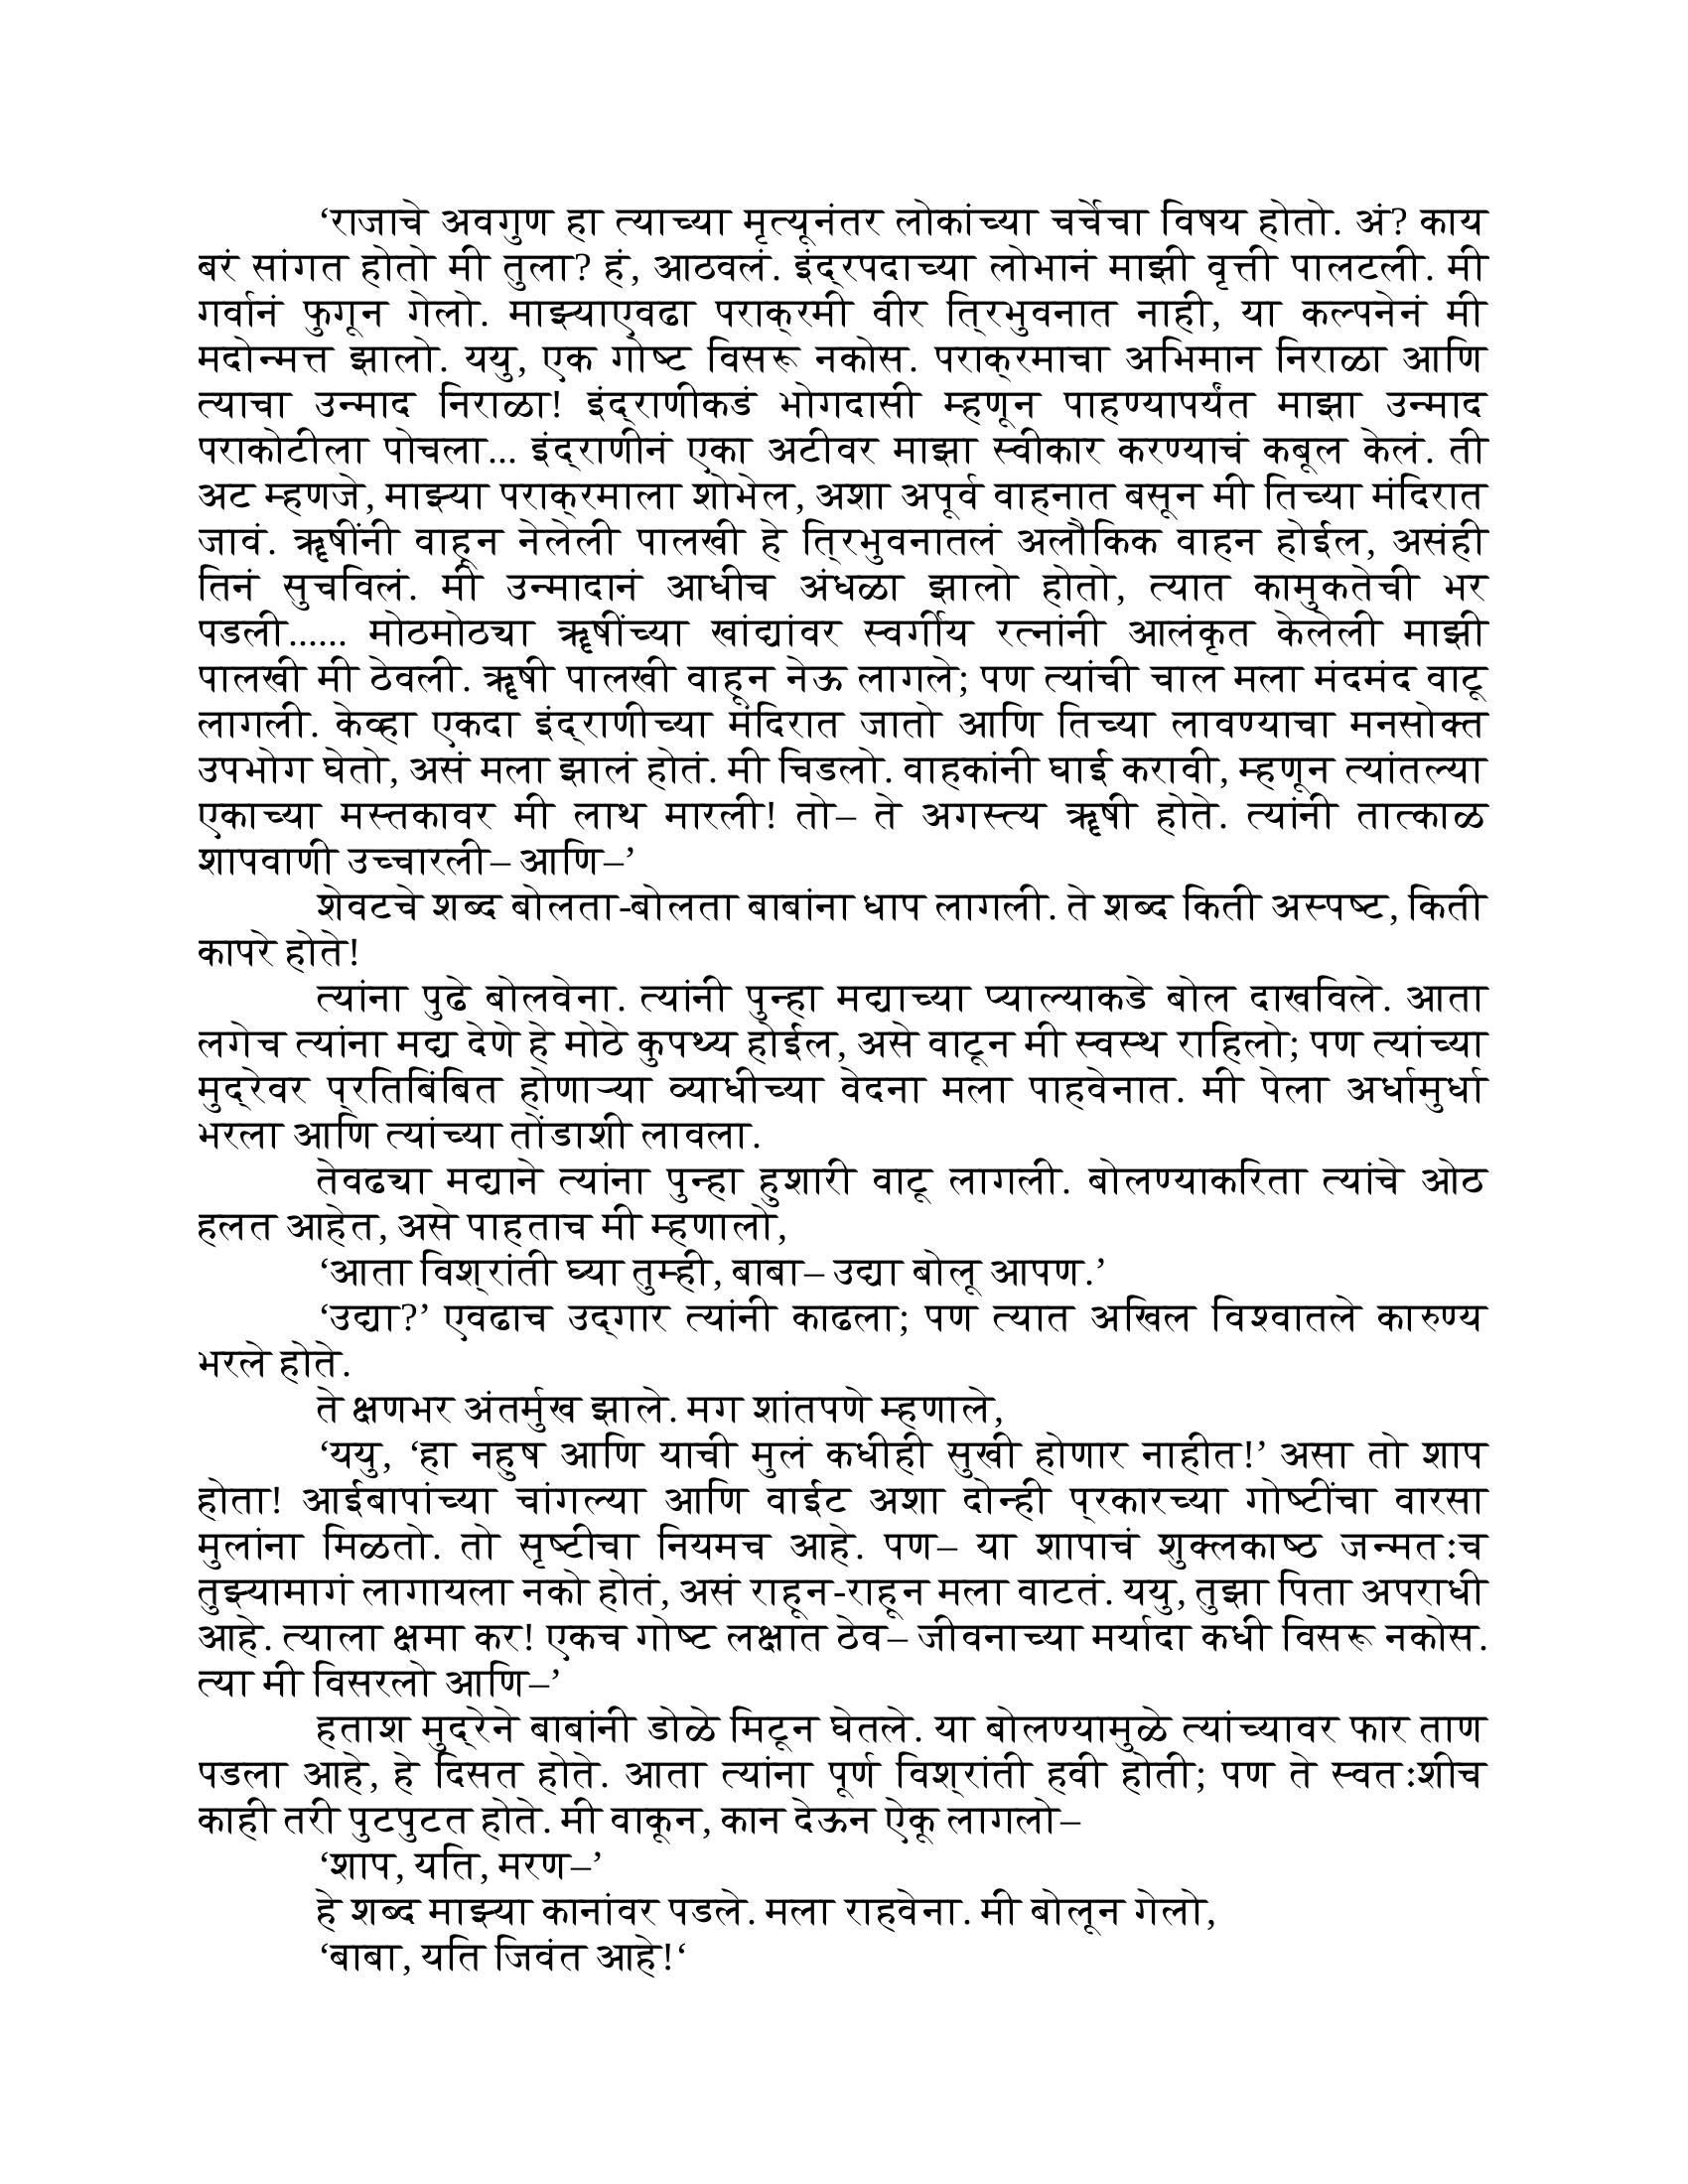 ‘राजाचे अवगुण हा त्याच्या मृत्यूनंतर लोकांच्या चर्चेचा विषय होतो. अं? काय
बरं सांगत होतो मी तुला? हं, आठवलं. इंद्रपदाच्या लोभानं माझी वृत्ती पालटली. मी
गर्वानं फुगून गेलो. माझ्याएवढा पराक्रमी वीर त्रिभुवनात नाही, या कल्पनेनं मी
मदोन्मत्त झालो. ययु, एक गोष्ट विसरू नकोस. पराक्रमाचा अभिमान निराळा आणि
त्याचा उन्माद निराळा! इंद्राणीकडं भोगदासी म्हणून पाहण्यापर्यंत माझा उन्माद
पराकोटीला पोचला... इंद्राणीनं एका अटीवर माझा स्वीकार करण्याचं कबूल केलं. ती
अट म्हणजे, माझ्या पराक्रमाला शोभेल, अशा अपूर्व वाहनात बसून मी तिच्या मंदिरात
जावं. ॠषींनी वाहून नेलेली पालखी हे त्रिभुवनातलं अलौकिक वाहन होईल, असंही
तिनं सुचविलं. मी उन्मादानं आधीच अंधळा झालो होतो, त्यात कामुकतेची भर
पडली...... मोठमोठ्या ॠषींच्या खांद्यांवर स्वर्गीय रत्नांनी आलंकृत केलेली माझी
पालखी मी ठेवली. ॠषी पालखी वाहून नेऊ लागले; पण त्यांची चाल मला मंदमंद वाटू
लागली. केव्हा एकदा इंद्राणीच्या मंदिरात जातो आणि तिच्या लावण्याचा मनसोक्त
उपभोग घेतो, असं मला झालं होतं. मी चिडलो. वाहकांनी घाई करावी, म्हणून त्यांतल्या
एकाच्या मस्तकावर मी लाथ मारली! तो– ते अगस्त्य ॠषी होते. त्यांनी तात्काळ
शापवाणी उच्चारली– आणि–’
शेवटचे शब्द बोलता-बोलता बाबांना धाप लागली. ते शब्द किती अस्पष्ट, किती
कापरे होते!
त्यांना पुढे बोलवेना. त्यांनी पुन्हा मद्याच्या प्याल्याकडे बोल दाखविले. आता
लगेच त्यांना मद्य देणे हे मोठे कुपथ्य होईल, असे वाटून मी स्वस्थ राहिलो; पण त्यांच्या
मुद्रेवर प्रतिबिंबित होणाऱ्या व्याधीच्या वेदना मला पाहवेनात. मी पेला अर्धामुर्धा
भरला आणि त्यांच्या तोंडाशी लावला.
तेवढ्या मद्याने त्यांना पुन्हा हुशारी वाटू लागली. बोलण्याकरिता त्यांचे ओठ
हलत आहेत, असे पाहताच मी म्हणालो,
‘आता विश्रांती घ्या तुम्ही, बाबा– उद्या बोलू आपण.’
‘उद्या?’ एवढाच उद्‌गार त्यांनी काढला; पण त्यात अखिल विश्वातले कारुण्य
भरले होते.
ते क्षणभर अंतर्मुख झाले. मग शांतपणे म्हणाले,
‘ययु, ‘हा नहुष आणि याची मुलं कधीही सुखी होणार नाहीत!’ असा तो शाप
होता! आईबापांच्या चांगल्या आणि वाईट अशा दोन्ही प्रकारच्या गोष्टींचा वारसा
मुलांना मिळतो. तो सृष्टीचा नियमच आहे. पण– या शापाचं शुक्लकाष्ठ जन्मतःच
तुझ्यामागं लागायला नको होतं, असं राहून-राहून मला वाटतं. ययु, तुझा पिता अपराधी
आहे. त्याला क्षमा कर! एकच गोष्ट लक्षात ठेव– जीवनाच्या मर्यादा कधी विसरू नकोस.
त्या मी विसरलो आणि–’
हताश मुद्रेने बाबांनी डोळे मिटून घेतले. या बोलण्यामुळे त्यांच्यावर फार ताण
पडला आहे, हे दिसत होते. आता त्यांना पूर्ण विश्रांती हवी होती; पण ते स्वतःशीच
काही तरी पुटपुटत होते. मी वाकून, कान देऊन ऐकू लागलो–
‘शाप, यति, मरण–’
हे शब्द माझ्या कानांवर पडले. मला राहवेना. मी बोलून गेलो,
‘बाबा, यति जिवंत आहे!‘